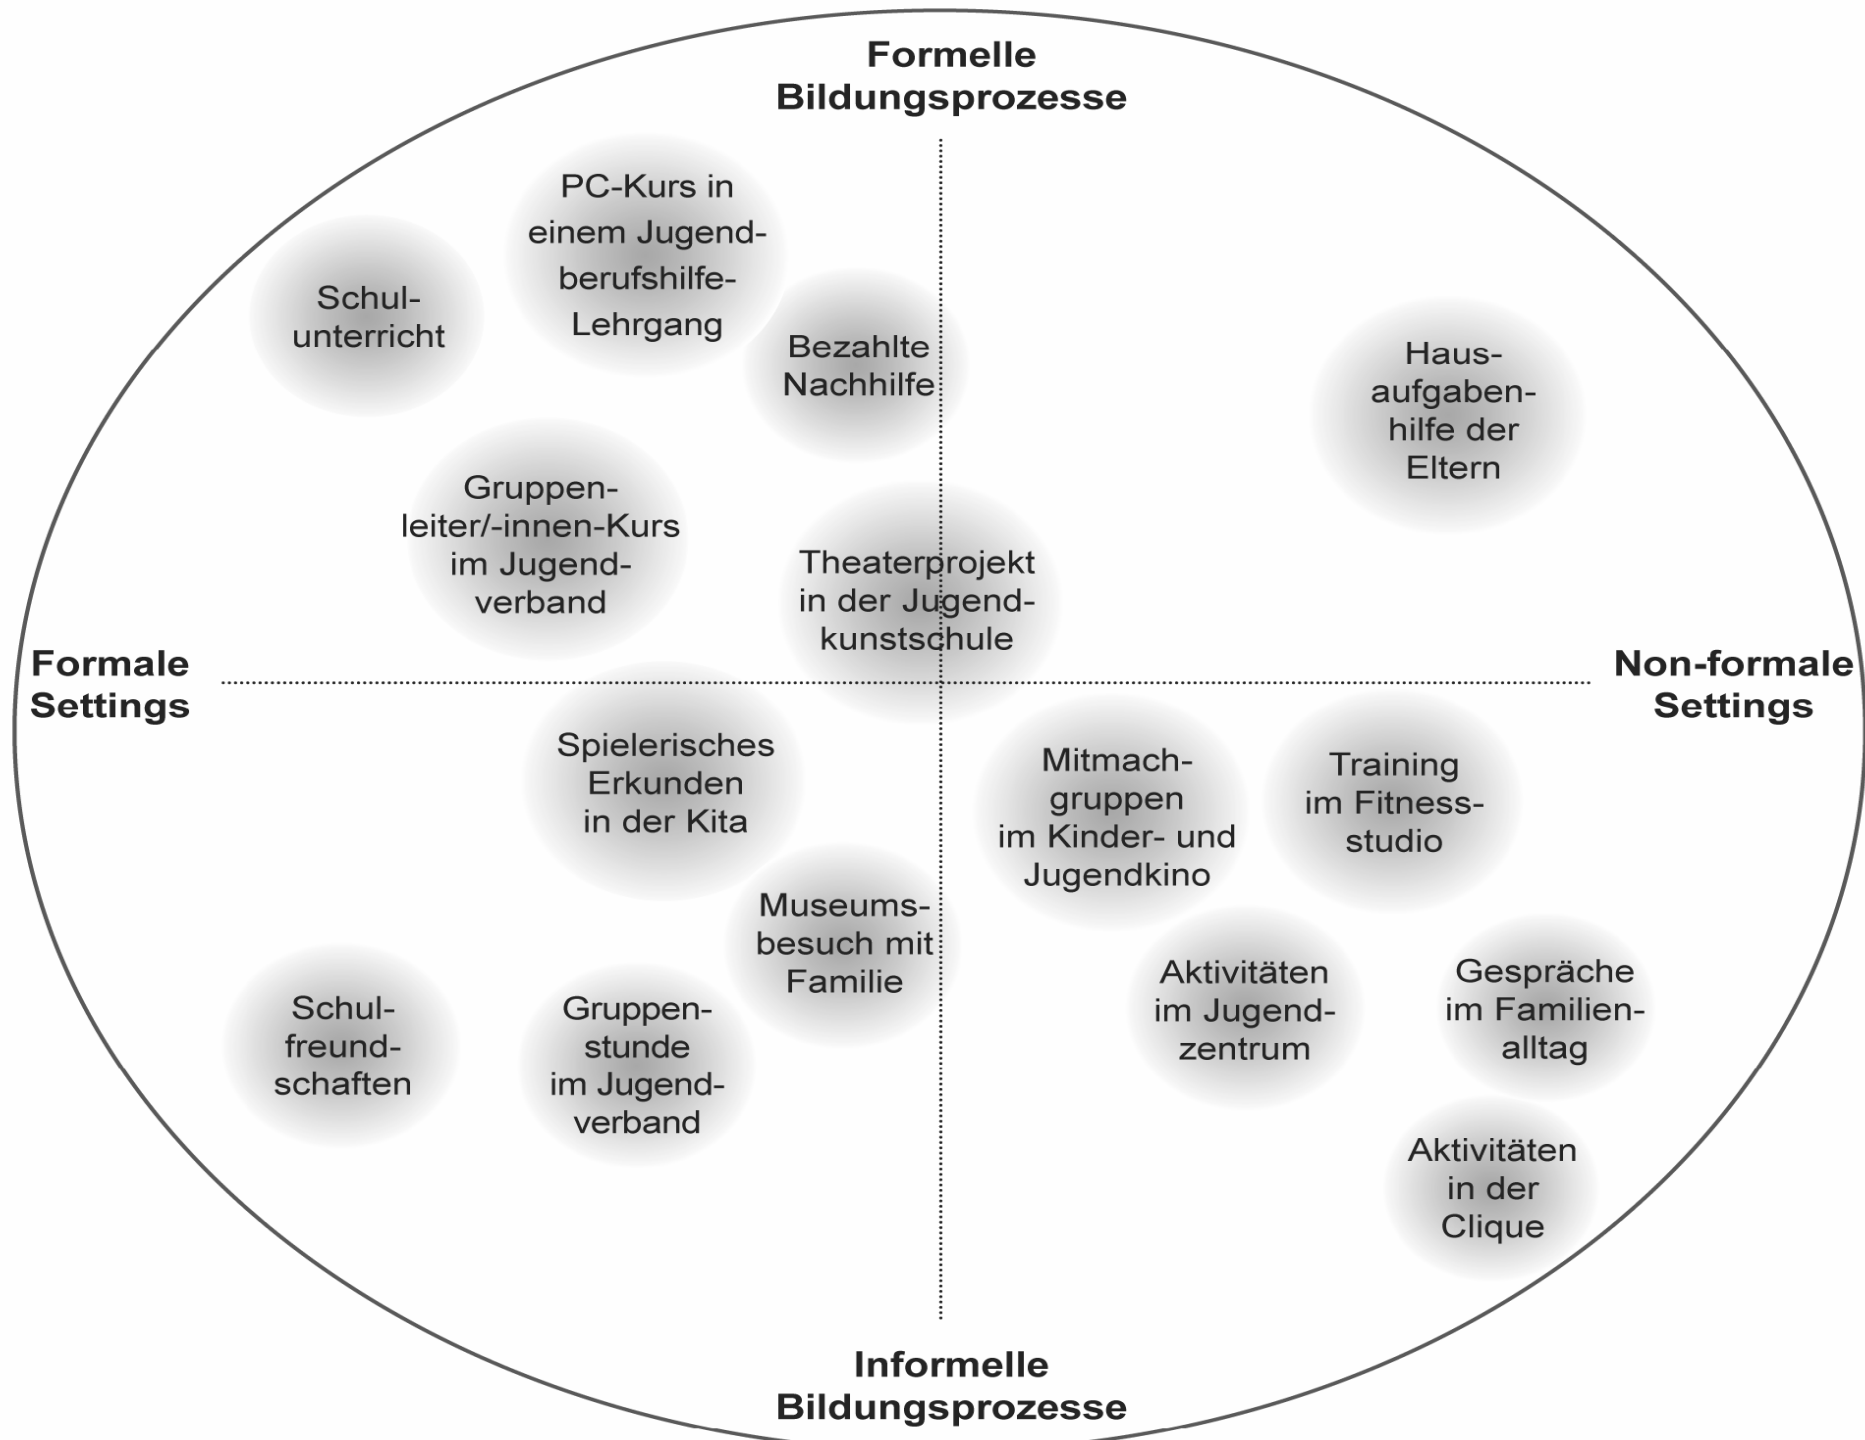 Formelle
Bildungsprozesse
PC-Kurs in
einem Jugend-
berufshilfe-
Lehrgang
Schul-
unterricht
Bezahlte
Nachhilfe
Haus-
aufgaben-
hilfe der
Eltern
Gruppen-
leiter/-innen-Kurs
im Jugend-
verband
Theaterprojekt
in der Jugend-
kunstschule
Formale
Settings
Non-formale
Settings
Spielerisches
Erkunden
in der Kita
Mitmach-
gruppen
im Kinder- und
Jugendkino
Training
im Fitness-
studio
Museums-
besuch mit
Familie
Schul-
freund-
schaften
Gruppen-
stunde
im Jugend-
verband
Aktivitäten
im Jugend-
zentrum
Gespräche
im Familien-
alltag
Aktivitäten
in der
Clique
Informelle
Bildungsprozesse